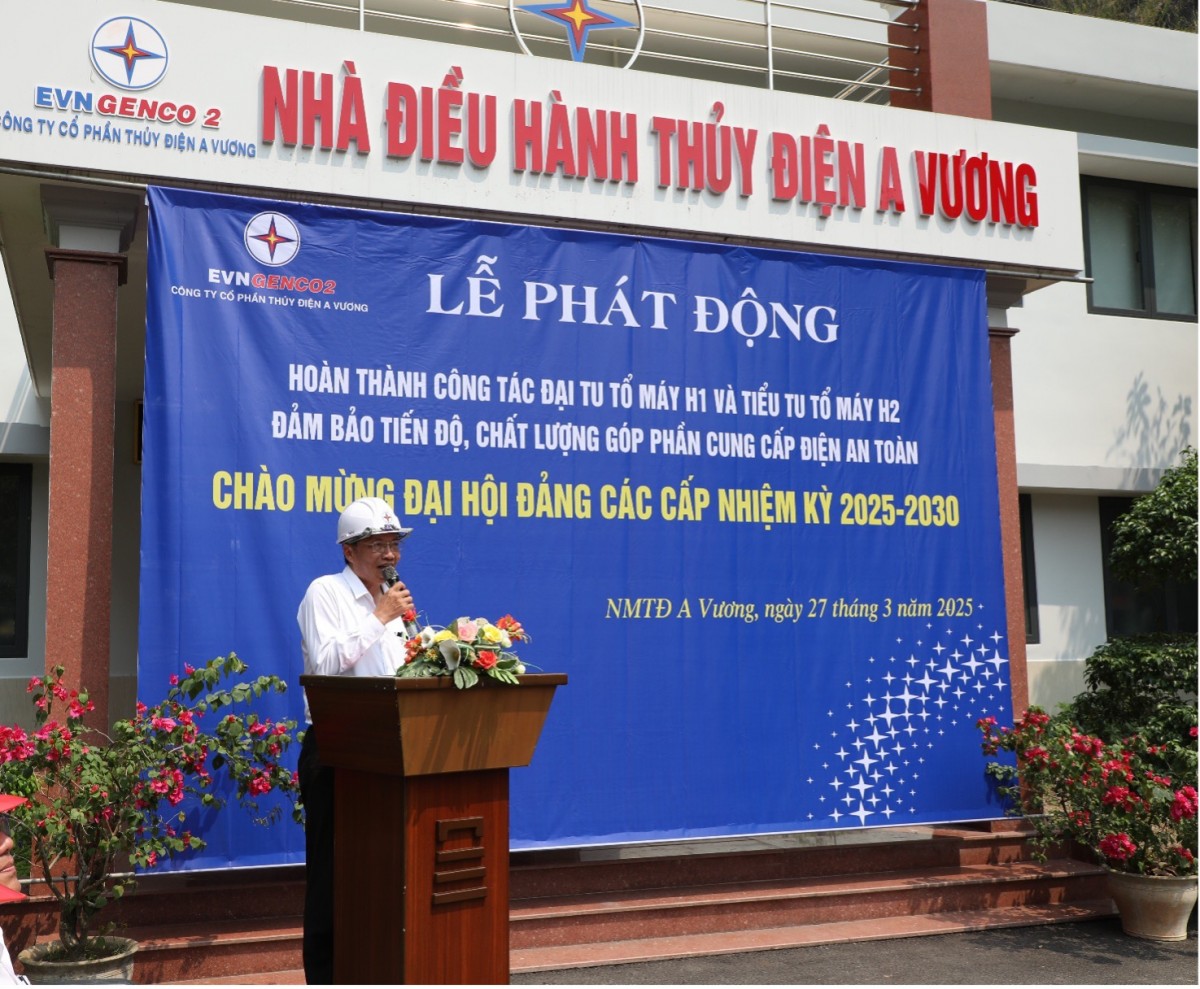 EVNGENCO 2
CÔNG TY CỔ PHẦN THỦY ĐIỆN A VƯƠNG
NHÀ ĐIỀU HÀNH THỦY ĐIỆN A VƯƠNG
EVNGENCO2
CÔNG TY CỔ PHẦN THỦY ĐIỆN A VƯƠNG
LỄ PHÁT ĐỘNG
HOÀN THÀNH CÔNG TÁC ĐẠI TU TỔ MÁY H1 VÀ TIỂU TU TỔ MÁY H2
ĐẢM BẢO TIẾN ĐỘ, CHẤT LƯỢNG GÓP PHẦN CUNG CẤP ĐIỆN AN TOÀN
CHÀO MỪNG ĐẠI HỘI ĐẢNG CÁC CẤP NHIỆM KỲ 2025-2030
NMTĐ A Vương, ngày 27 tháng 3 năm 2025